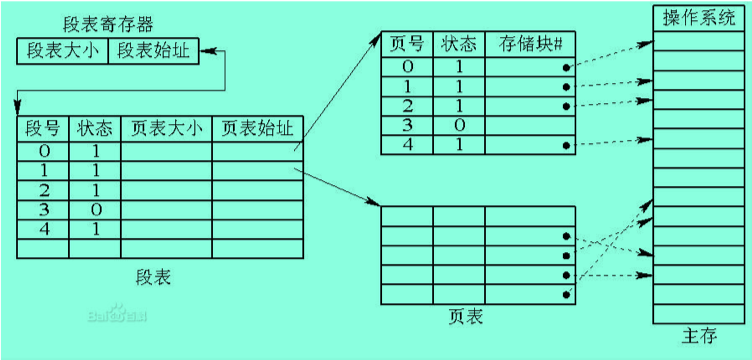 段表寄存器
段表大小 段表始址
段号 状态 页表大小 页表始址
0 1
1 1
2 1
3 0
4 1
段表
页号 状态 存储块#
0 1
1 1
2 1
3 0
4 1
页表
操作系统
主存
Baidu百科